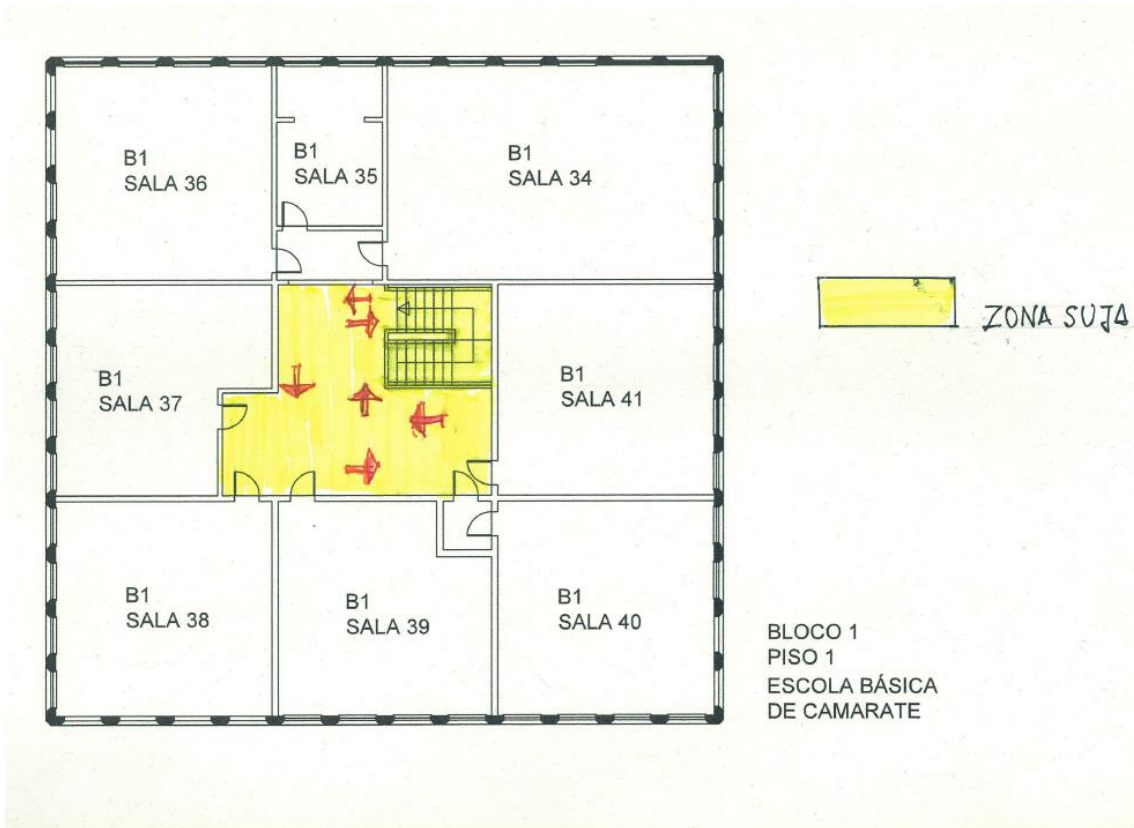 B1
SALA 36
B1
SALA 35
B1
SALA 34
B1
SALA 37
B1
SALA 41
ZONA SUJA
B1
SALA 38
B1
SALA 39
B1
SALA 40
BLOCO 1
PISO 1
ESCOLA BÁSICA
DE CAMARATE